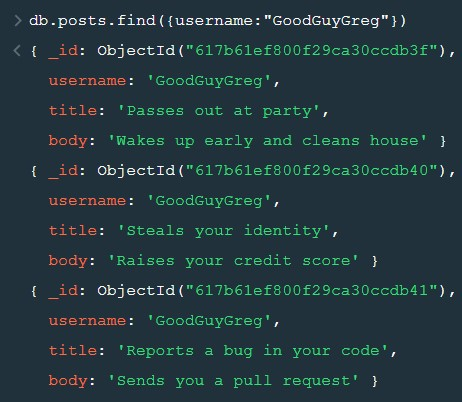 > db.posts.find({username:"GoodGuyGreg"})
< { _id: ObjectId("617b61ef800f29ca30ccdb3f"),
username: 'GoodGuyGreg',
title: 'Passes out at party',
body: 'Wakes up early and cleans house' }
{ _id: ObjectId("617b61ef800f29ca30ccdb40"),
username: 'GoodGuyGreg',
title: 'Steals your identity',
body: 'Raises your credit score' }
{ _id: ObjectId("617b61ef800f29ca30ccdb41"),
username: 'GoodGuyGreg',
title: 'Reports a bug in your code',
body: 'Sends you a pull request' }